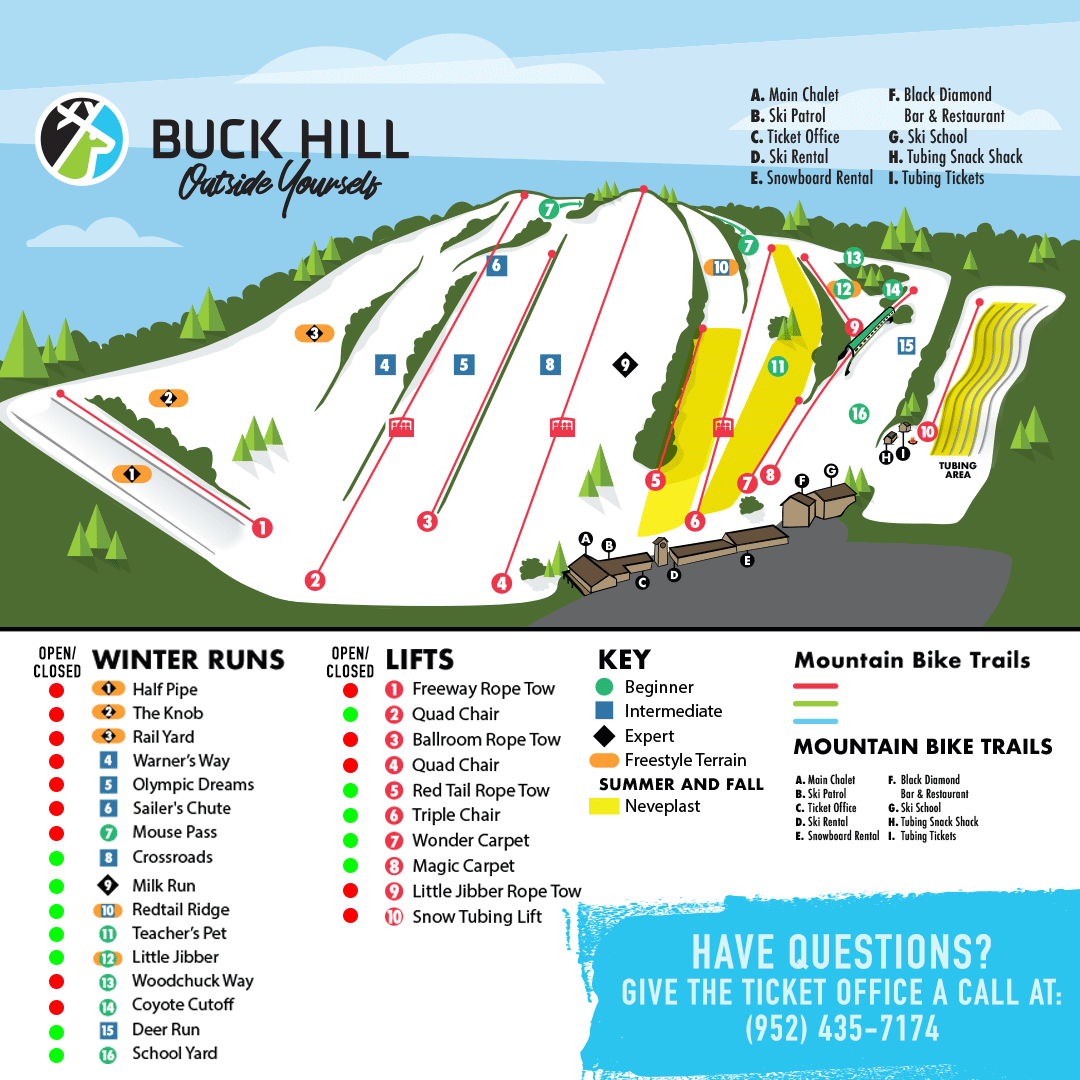 BUCK HILL
Outside Yourself
A. Main Chalet
B. Ski Patrol
C. Ticket Office
D. Ski Rental
E. Snowboard Rental
F. Black Diamond
Bar & Restaurant
G. Ski School
H. Tubing Snack Shack
I. Tubing Tickets
7
6
7
10
13
12
14
9
15
3
4
5
8
9
11
2
16
10
1
H
I
TUBING
AREA
5
7
8
G
F
1
3
6
A
B
E
2
4
C
D
OPEN/
CLOSED
WINTER RUNS
1 Half Pipe
2 The Knob
3 Rail Yard
4 Warner's Way
5 Olympic Dreams
6 Sailer's Chute
7 Mouse Pass
8 Crossroads
9 Milk Run
10 Redtail Ridge
11 Teacher's Pet
12 Little Jibber
13 Woodchuck Way
14 Coyote Cutoff
15 Deer Run
16 School Yard
OPEN/
CLOSED
LIFTS
1 Freeway Rope Tow
2 Quad Chair
3 Ballroom Rope Tow
4 Quad Chair
5 Red Tail Rope Tow
6 Triple Chair
7 Wonder Carpet
8 Magic Carpet
9 Little Jibber Rope Tow
10 Snow Tubing Lift
KEY
Beginner
Intermediate
Expert
Freestyle Terrain
SUMMER AND FALL
Neveplast
Mountain Bike Trails
MOUNTAIN BIKE TRAILS
A. Main Chalet
B. Ski Patrol
C. Ticket Office
D. Ski Rental
E. Snowboard Rental
F. Black Diamond
Bar & Restaurant
G. Ski School
H. Tubing Snack Shack
I. Tubing Tickets
HAVE QUESTIONS?
GIVE THE TICKET OFFICE A CALL AT:
(952) 435-7174